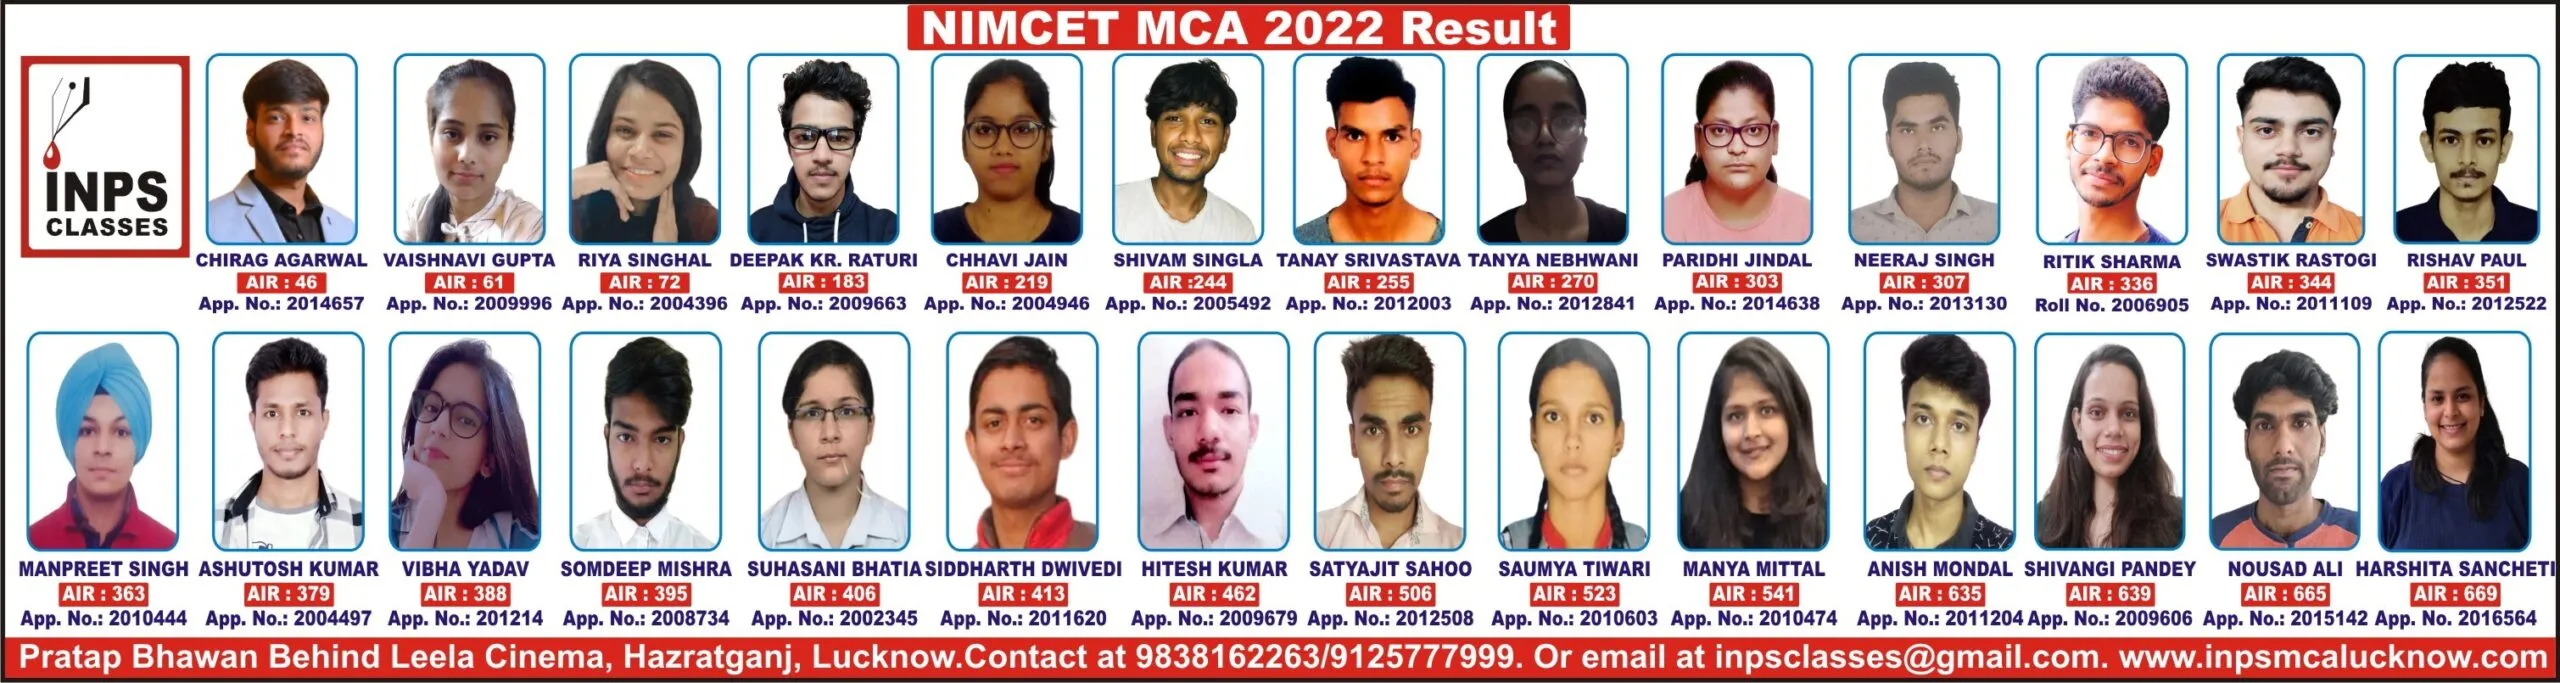 NIMCET MCA 2022 Result
INPS
CLASSES
CHIRAG AGARWAL
AIR : 46
App. No.: 2014657
VAISHNAVI GUPTA
AIR : 61
App. No.: 2009996
RIYA SINGHAL
AIR : 72
App. No.: 2004396
DEEPAK KR. RATURI
AIR : 183
App. No.: 2009663
CHHAVI JAIN
AIR : 219
App. No.: 2004946
SHIVAM SINGLA
AIR :244
App. No.: 2005492
TANAY SRIVASTAVA
AIR : 255
App. No.: 2012003
TANYA NEBHWANI
AIR : 270
App. No.: 2012841
PARIDHI JINDAL
AIR : 303
App. No.: 2014638
NEERAJ SINGH
AIR : 307
App. No.: 2013130
RITIK SHARMA
AIR : 336
Roll No. 2006905
SWASTIK RASTOGI
AIR : 344
App. No.: 2011109
RISHAV PAUL
AIR : 351
App. No.: 2012522
MANPREET SINGH
AIR : 363
App. No.: 2010444
ASHUTOSH KUMAR
AIR : 379
App. No.: 2004497
VIBHA YADAV
AIR : 388
App. No.: 201214
SOMDEEP MISHRA
AIR : 395
App. No.: 2008734
SUHASANI BHATIA
AIR : 406
App. No.: 2002345
SIDDHARTH DWIVEDI
AIR : 413
App. No.: 2011620
HITESH KUMAR
AIR : 462
App. No.: 2009679
SATYAJIT SAHOO
AIR : 506
App. No.: 2012508
SAUMYA TIWARI
AIR : 523
App. No.: 2010603
MANYA MITTAL
AIR : 541
App. No.: 2010474
ANISH MONDAL
AIR : 635
App. No.: 2011204
SHIVANGI PANDEY
AIR : 639
App. No.: 2009606
NOUSAD ALI
AIR : 665
App. No.: 2015142
HARSHITA SANCHETI
AIR : 669
App. No.: 2016564
Pratap Bhawan Behind Leela Cinema, Hazratganj, Lucknow.Contact at 9838162263/9125777999. Or email at inpsclasses@gmail.com. www.inpsmcalucknow.com